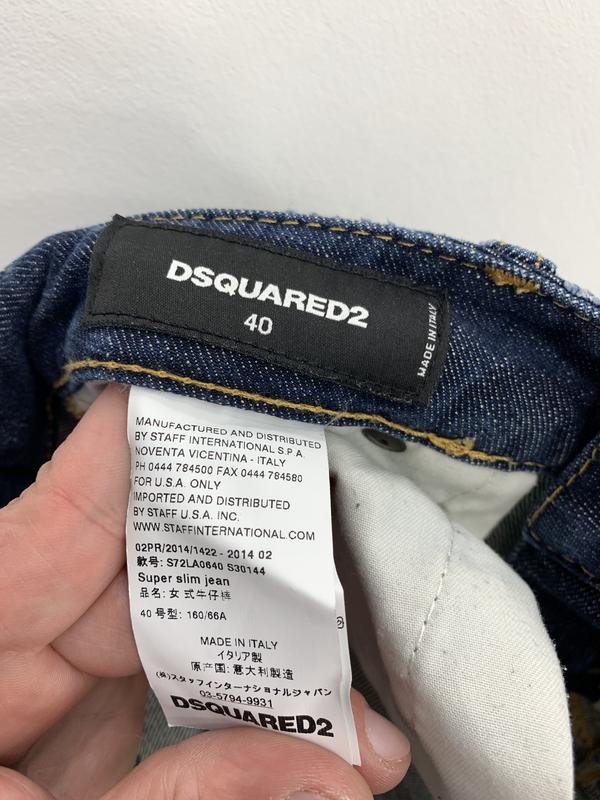 DSQUARED2
40
MADE IN ITALY
MANUFACTURED AND DISTRIBUTED
BY STAFF INTERNATIONAL S.P.A.
NOVENTA VICENTINA - ITALY
PH 0444 784500 FAX 0444 784580
FOR U.S.A. ONLY
IMPORTED AND DISTRIBUTED
BY STAFF U.S.A. INC.
WWW.STAFFINTERNATIONAL.COM
02PR/2014/1422 - 2014 02
款号: S72LA0640 S30144
Super slim jean
品名: 女式牛仔褲
40 号型: 160/66A
MADE IN ITALY
イタリア製
原产国: 意大利製造
(株)スタッフインターナショナルジャパン
03-5794-9931
DSQUARED2